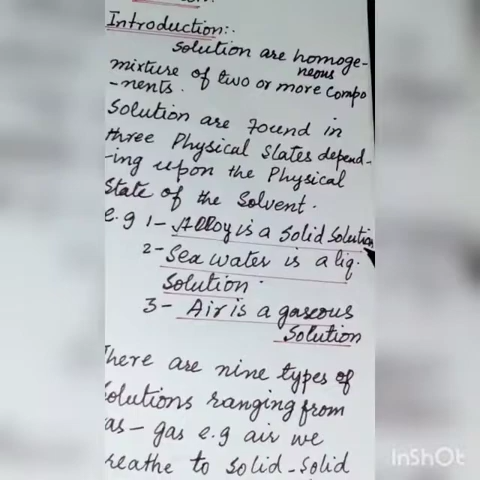 Introduction:-
Solution are homoge-
neous
mixture of two or more compo
-nents.
Solution are found in
three Physical States depend-
-ing upon the Physical
State of the Solvent.
e.g 1- Alloy is a Solid Solution
2- Sea water is a liq.
Solution.
3- Air is a gaseous
Solution
There are nine types of
Solutions ranging from
as - gas e.g air we
reathe to Solid-Solid
InShOt